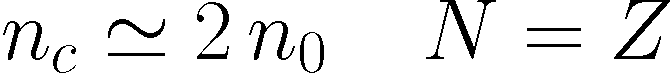 n_c ≃ 2 n_0   N = Z